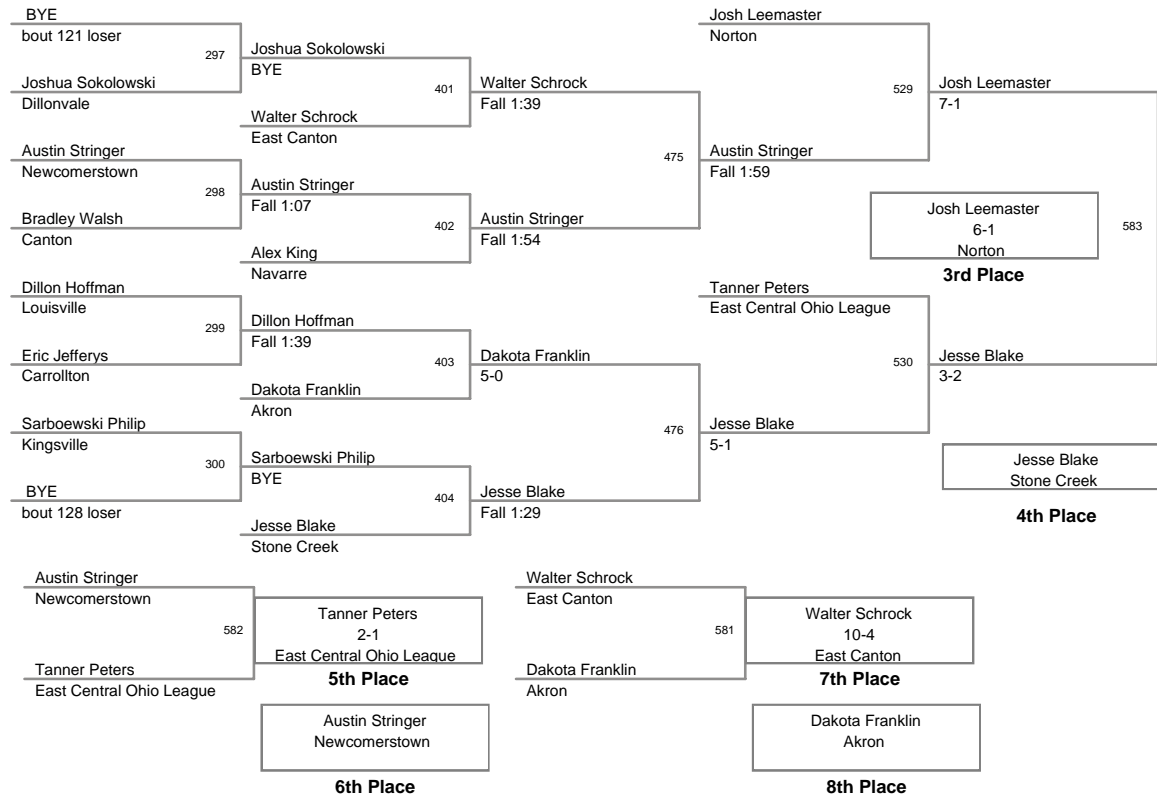 BYE
bout 121 loser
297
Joshua Sokolowski
Dillonvale
Joshua Sokolowski
BYE
401
Walter Schrock
East Canton
Walter Schrock
Fall 1:39
Austin Stringer
Newcomerstown
298
Bradley Walsh
Canton
Austin Stringer
Fall 1:07
402
Alex King
Navarre
Austin Stringer
Fall 1:54
475
Austin Stringer
Fall 1:59
Josh Leemaster
Norton
529
Josh Leemaster
7-1
Josh Leemaster
6-1
Norton
3rd Place
583
Dillon Hoffman
Louisville
299
Eric Jefferys
Carrollton
Dillon Hoffman
Fall 1:39
403
Dakota Franklin
Akron
Dakota Franklin
5-0
Sarboewski Philip
Kingsville
300
BYE
bout 128 loser
Sarboewski Philip
BYE
404
Jesse Blake
Stone Creek
Jesse Blake
Fall 1:29
476
Jesse Blake
5-1
Tanner Peters
East Central Ohio League
530
Jesse Blake
3-2
Jesse Blake
Stone Creek
4th Place
Austin Stringer
Newcomerstown
582
Tanner Peters
East Central Ohio League
Tanner Peters
2-1
East Central Ohio League
5th Place
Austin Stringer
Newcomerstown
6th Place
Walter Schrock
East Canton
581
Dakota Franklin
Akron
Walter Schrock
10-4
East Canton
7th Place
Dakota Franklin
Akron
8th Place